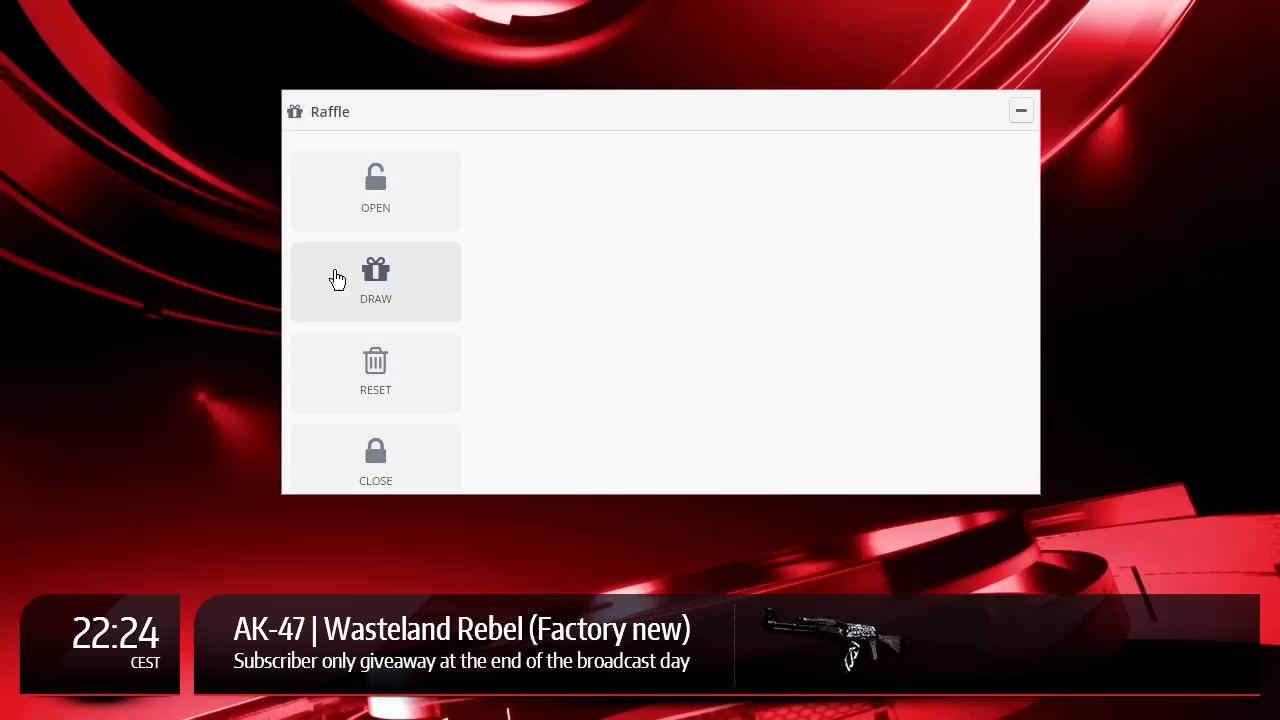 Raffle
OPEN
DRAW
RESET
CLOSE
22:24
CEST
AK-47 | Wasteland Rebel (Factory new)
Subscriber only giveaway at the end of the broadcast day